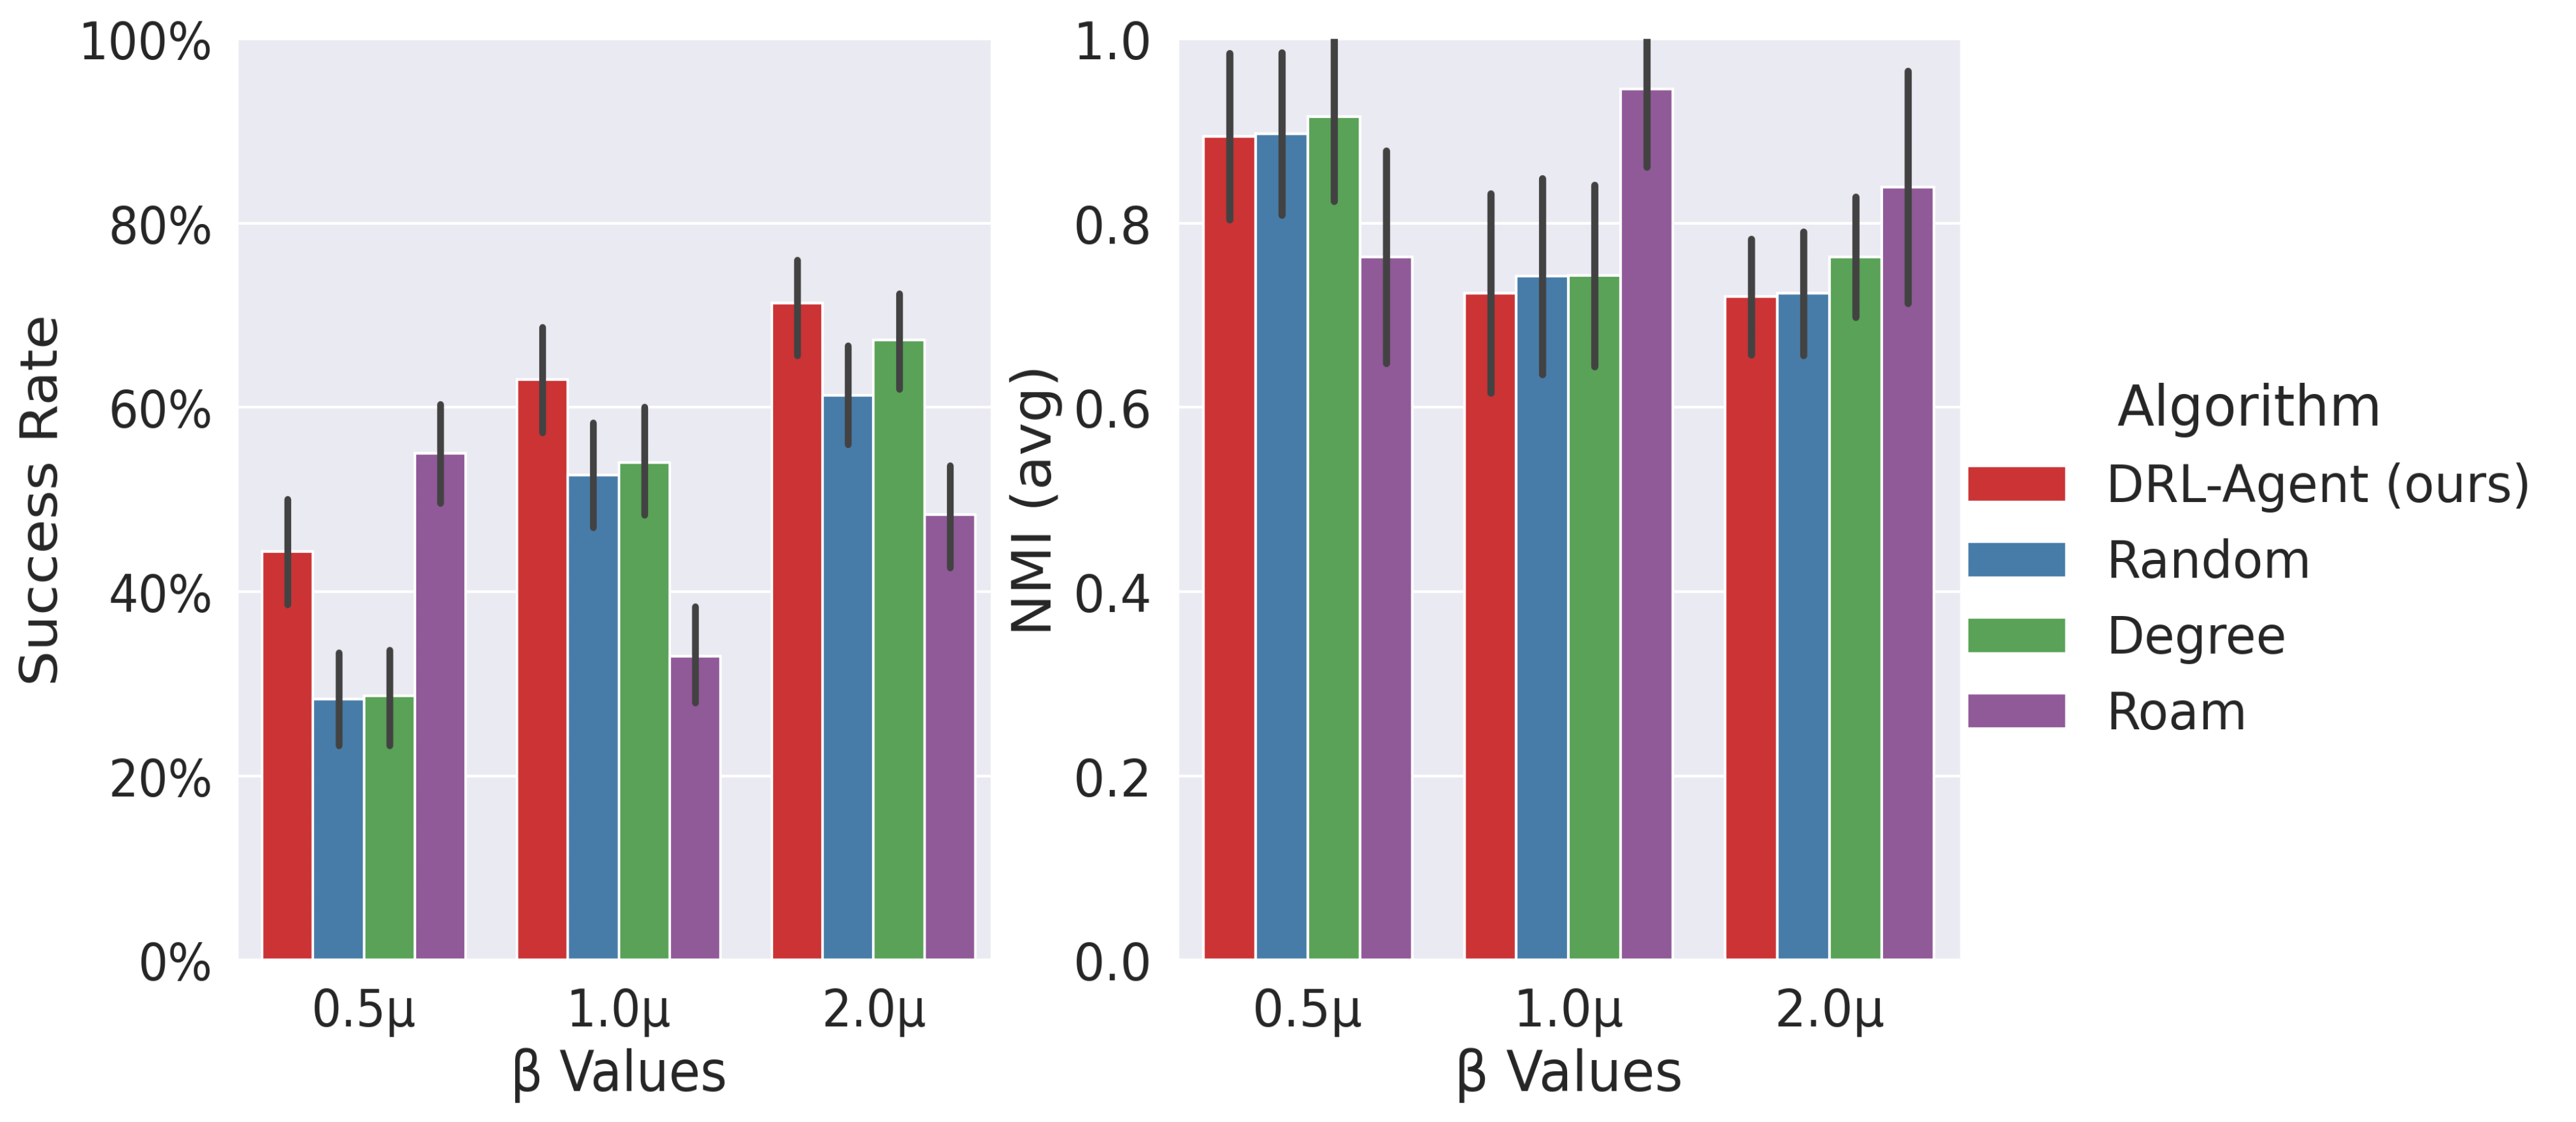 100%
80%
60%
40%
20%
0%
Success Rate
0.5μ 1.0μ 2.0μ
β Values
1.0
0.8
0.6
0.4
0.2
0.0
NMI (avg)
0.5μ 1.0μ 2.0μ
β Values
Algorithm
DRL-Agent (ours)
Random
Degree
Roam